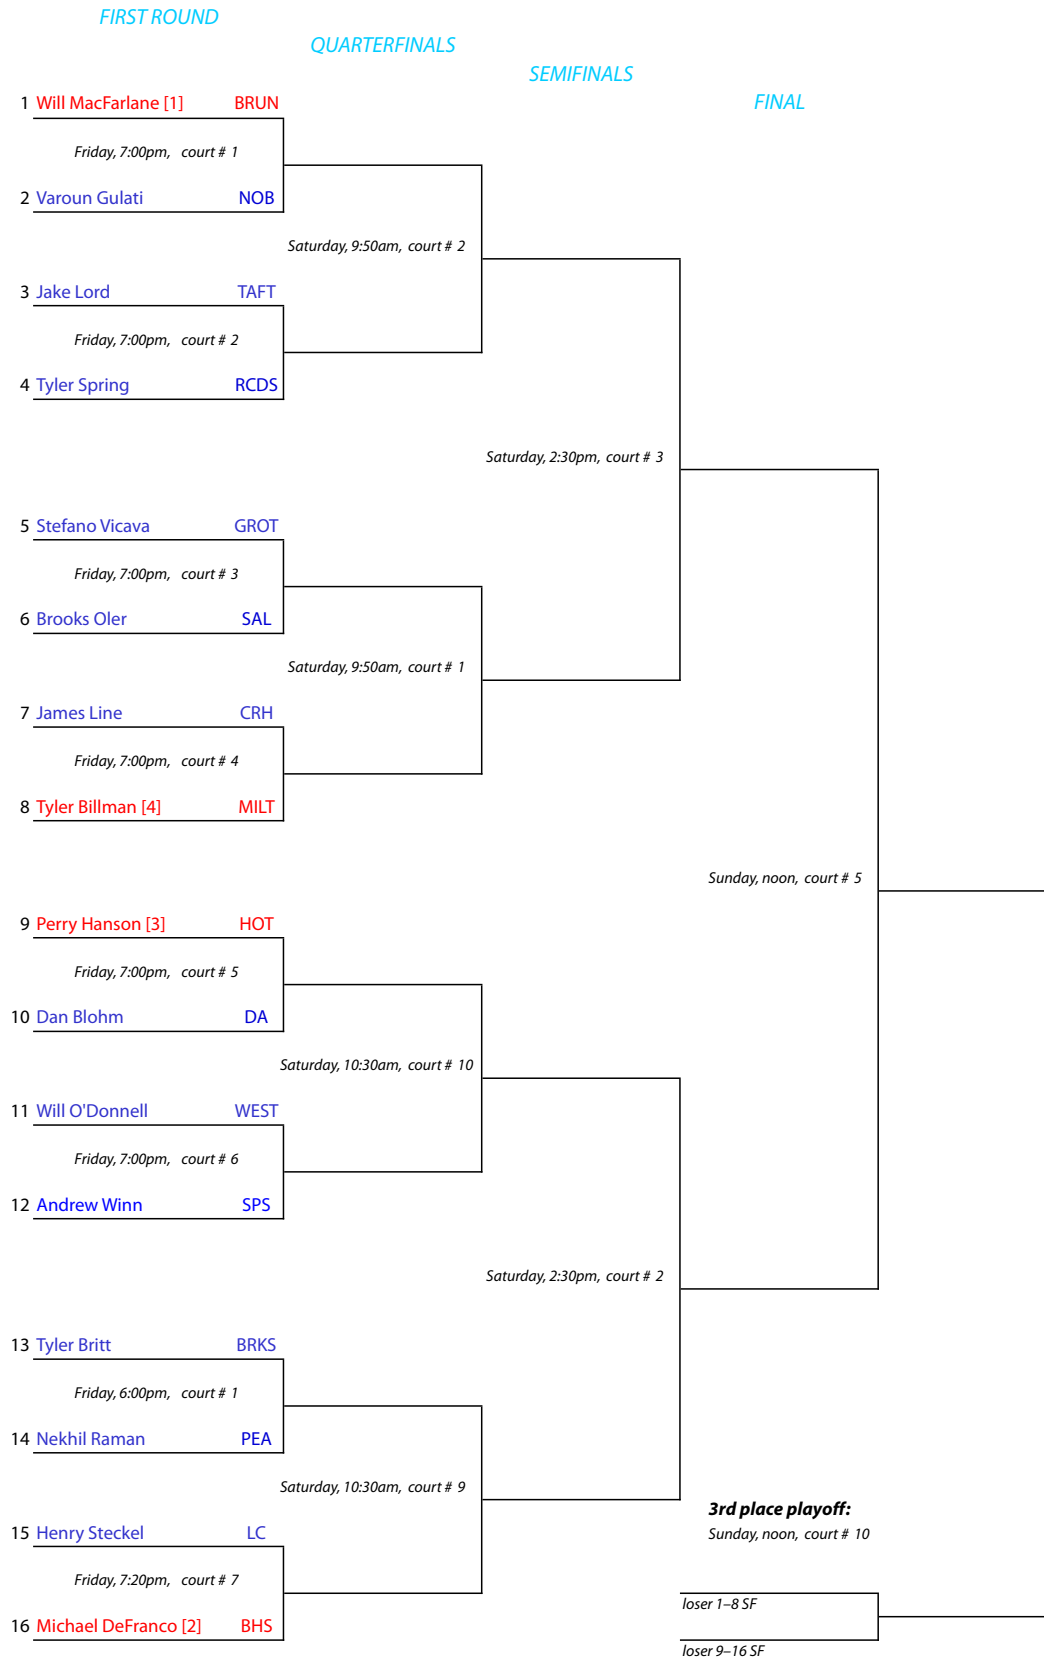 FIRST ROUND
QUARTERFINALS
SEMIFINALS
FINAL
1 Will MacFarlane [1] BRUN
Friday, 7:00pm, court # 1
2 Varoun Gulati NOB
Saturday, 9:50am, court # 2
3 Jake Lord TAFT
Friday, 7:00pm, court # 2
4 Tyler Spring RCDS
Saturday, 2:30pm, court # 3
5 Stefano Vicava GROT
Friday, 7:00pm, court # 3
6 Brooks Oler SAL
Saturday, 9:50am, court # 1
7 James Line CRH
Friday, 7:00pm, court # 4
8 Tyler Billman [4] MILT
Sunday, noon, court # 5
9 Perry Hanson [3] HOT
Friday, 7:00pm, court # 5
10 Dan Blohm DA
Saturday, 10:30am, court # 10
11 Will O'Donnell WEST
Friday, 7:00pm, court # 6
12 Andrew Winn SPS
Saturday, 2:30pm, court # 2
13 Tyler Britt BRKS
Friday, 6:00pm, court # 1
14 Nekhil Raman PEA
Saturday, 10:30am, court # 9
3rd place playoff:
Sunday, noon, court # 10
15 Henry Steckel LC
Friday, 7:20pm, court # 7
loser 1–8 SF
16 Michael DeFranco [2] BHS
loser 9–16 SF